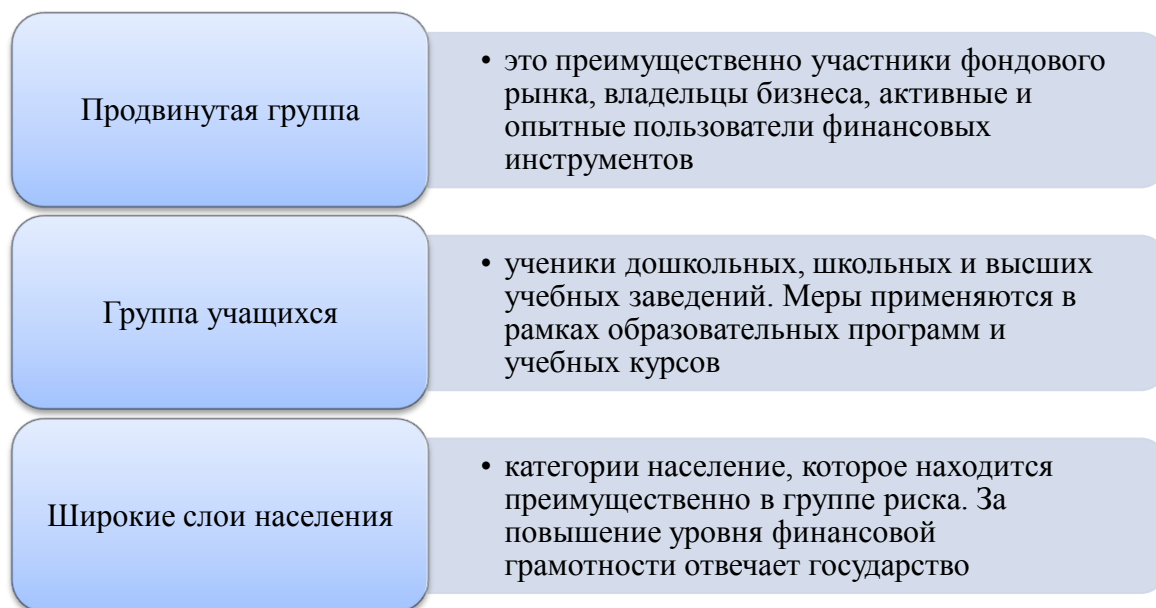 Продвинутая группа
• это преимущественно участники фондового
рынка, владельцы бизнеса, активные и
опытные пользователи финансовых
инструментов
Группа учащихся
• ученики дошкольных, школьных и высших
учебных заведений. Меры применяются в
рамках образовательных программ и
учебных курсов
Широкие слои населения
• категории население, которое находится
преимущественно в группе риска. За
повышение уровня финансовой
грамотности отвечает государство